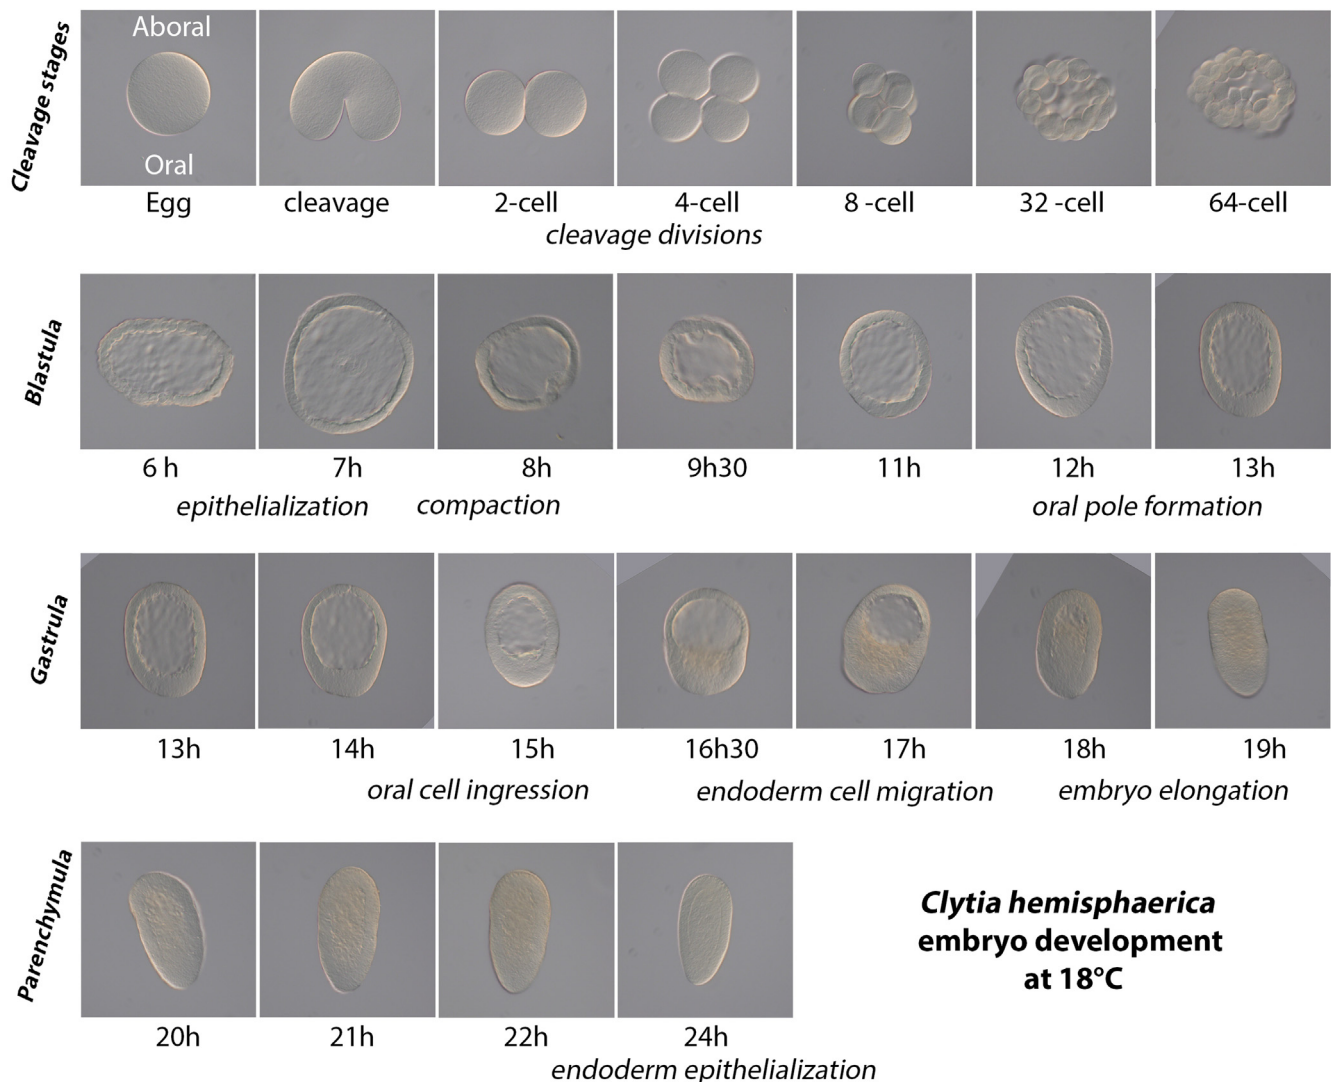 Cleavage stages
Aboral
Oral
Egg cleavage 2-cell 4-cell 8 -cell 32 -cell 64-cell
cleavage divisions
Blastula
6 h 7h 8h 9h30 11h 12h 13h
epithelialization compaction oral pole formation
Gastrula
13h 14h 15h 16h30 17h 18h 19h
oral cell ingression endoderm cell migration embryo elongation
Parenchymula
Clytia hemisphaerica
embryo development
at 18°C
20h 21h 22h 24h
endoderm epithelialization